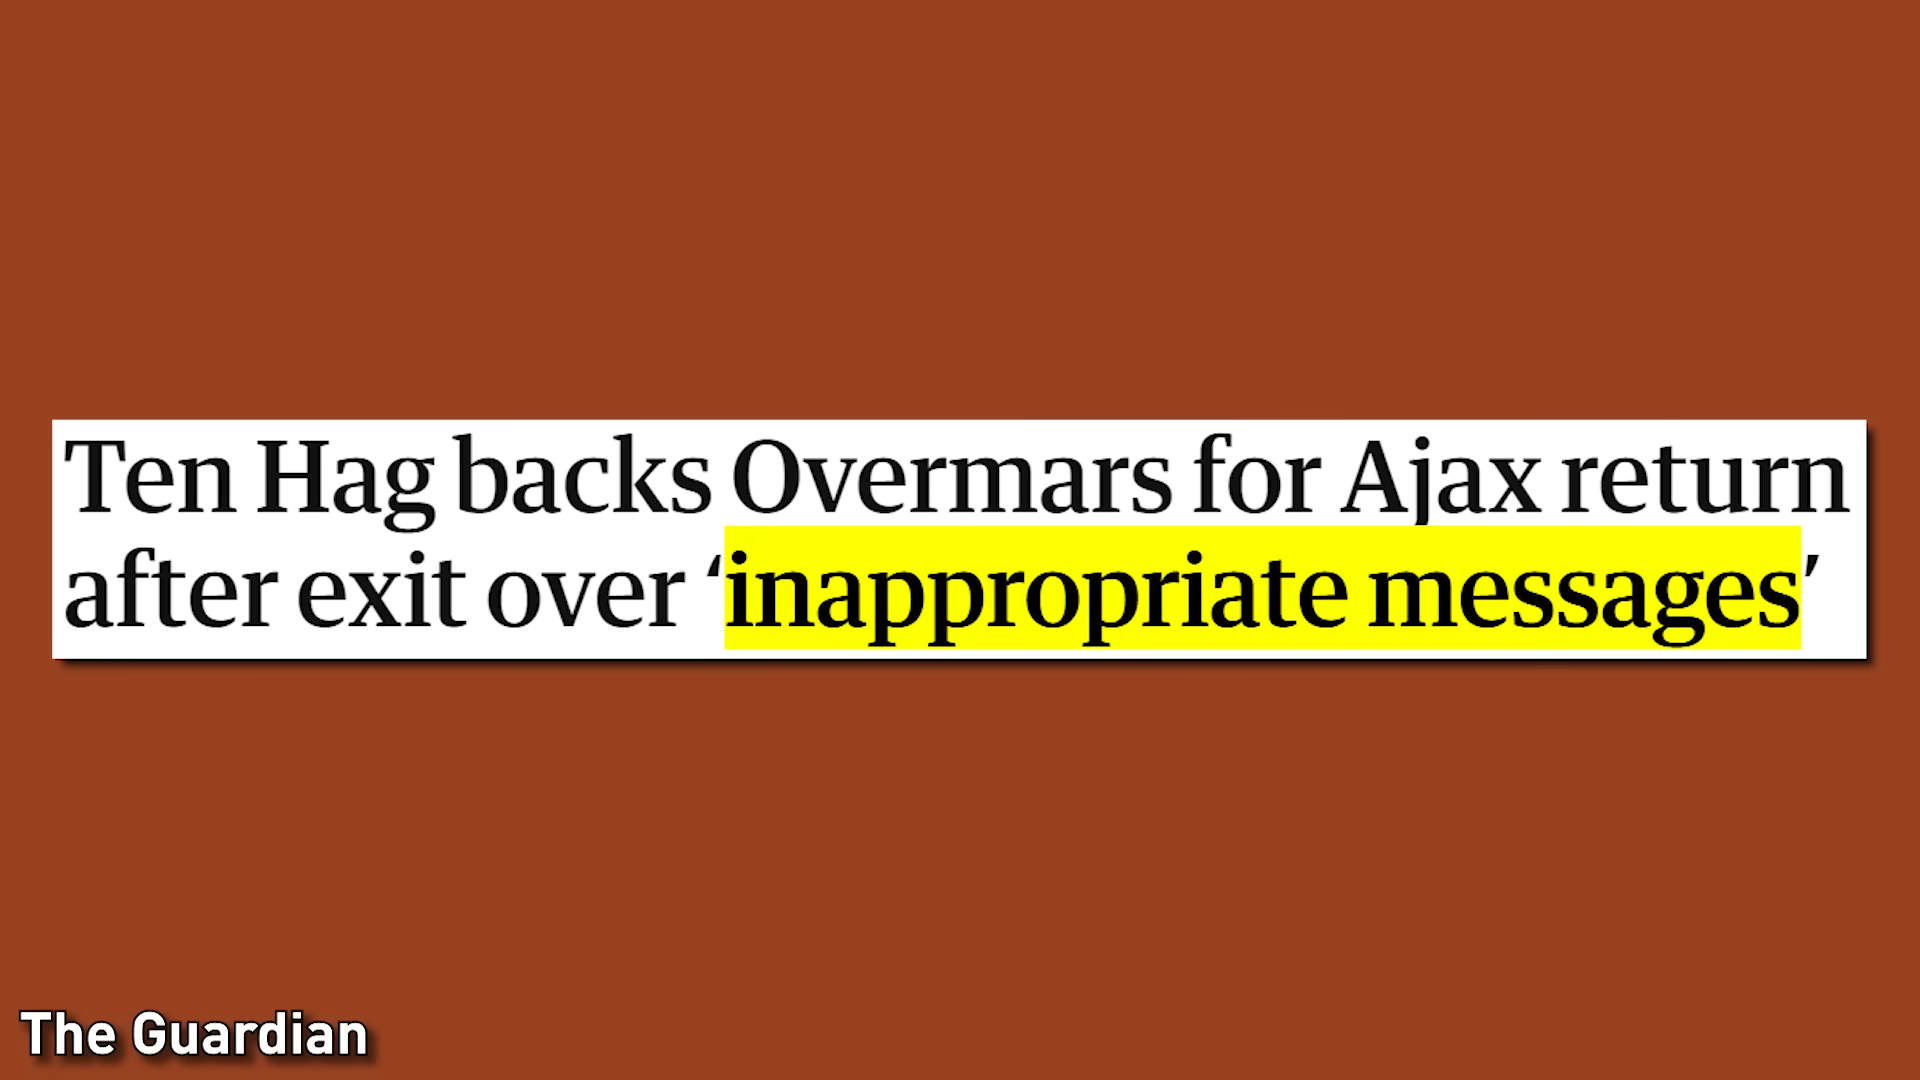 Ten Hag backs Overmars for Ajax return
after exit over ‘inappropriate messages’
The Guardian